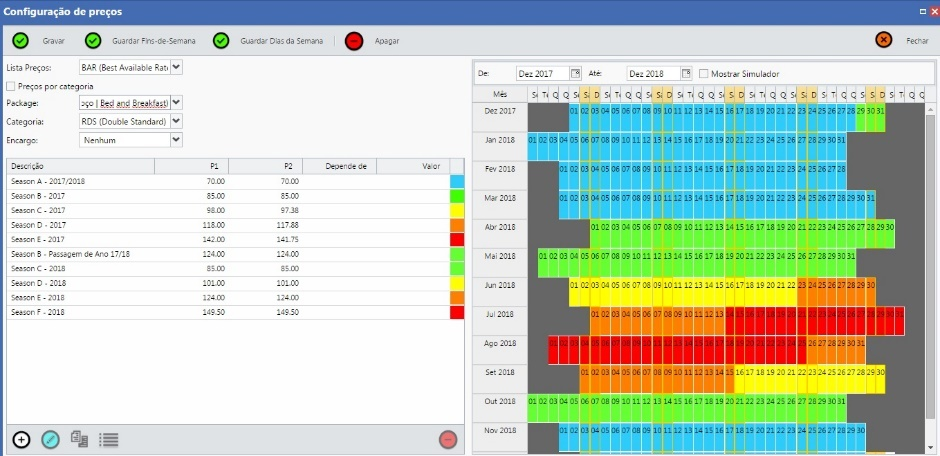 Configuração de preços
Gravar
Guardar Fins-de-Semana
Guardar Dias da Semana
Apagar
Fechar
Lista Preços: BAR (Best Available Rat
Preços por categoria
Package: ço | Bed and Breakfast)
Categoria: RDS (Double Standard)
Encargo: Nenhum
De: Dez 2017 Até: Dez 2018 Mostrar Simulador
Descrição P1 P2 Depende de Valor
Season A - 2017/2018 70.00 70.00
Season B - 2017 85.00 85.00
Season C - 2017 98.00 97.38
Season D - 2017 118.00 117.88
Season E - 2017 142.00 141.75
Season B - Passagem de Ano 17/18 124.00 124.00
Season C - 2018 85.00 85.00
Season D - 2018 101.00 101.00
Season E - 2018 124.00 124.00
Season F - 2018 149.50 149.50
Mês
Dez 2017 01 02 03 04 05 06 07 08 09 10 11 12 13 14 15 16 17 18 19 20 21 22 23 24 25 26 27 28 29 30 31
Jan 2018 01 02 03 04 05 06 07 08 09 10 11 12 13 14 15 16 17 18 19 20 21 22 23 24 25 26 27 28 29 30 31
Fev 2018 01 02 03 04 05 06 07 08 09 10 11 12 13 14 15 16 17 18 19 20 21 22 23 24 25 26 27 28
Mar 2018 01 02 03 04 05 06 07 08 09 10 11 12 13 14 15 16 17 18 19 20 21 22 23 24 25 26 27 28 29 30 31
Abr 2018 01 02 03 04 05 06 07 08 09 10 11 12 13 14 15 16 17 18 19 20 21 22 23 24 25 26 27 28 29 30
Mai 2018 01 02 03 04 05 06 07 08 09 10 11 12 13 14 15 16 17 18 19 20 21 22 23 24 25 26 27 28 29 30 31
Jun 2018 01 02 03 04 05 06 07 08 09 10 11 12 13 14 15 16 17 18 19 20 21 22 23 24 25 26 27 28 29 30
Jul 2018 01 02 03 04 05 06 07 08 09 10 11 12 13 14 15 16 17 18 19 20 21 22 23 24 25 26 27 28 29 30 31
Ago 2018 01 02 03 04 05 06 07 08 09 10 11 12 13 14 15 16 17 18 19 20 21 22 23 24 25 26 27 28 29 30 31
Set 2018 01 02 03 04 05 06 07 08 09 10 11 12 13 14 15 16 17 18 19 20 21 22 23 24 25 26 27 28 29 30
Out 2018 01 02 03 04 05 06 07 08 09 10 11 12 13 14 15 16 17 18 19 20 21 22 23 24 25 26 27 28 29 30 31
Nov 2018 01 02 03 04 05 06 07 08 09 10 11 12 13 14 15 16 17 18 19 20 21 22 23 24 25 26 27 28 29 30